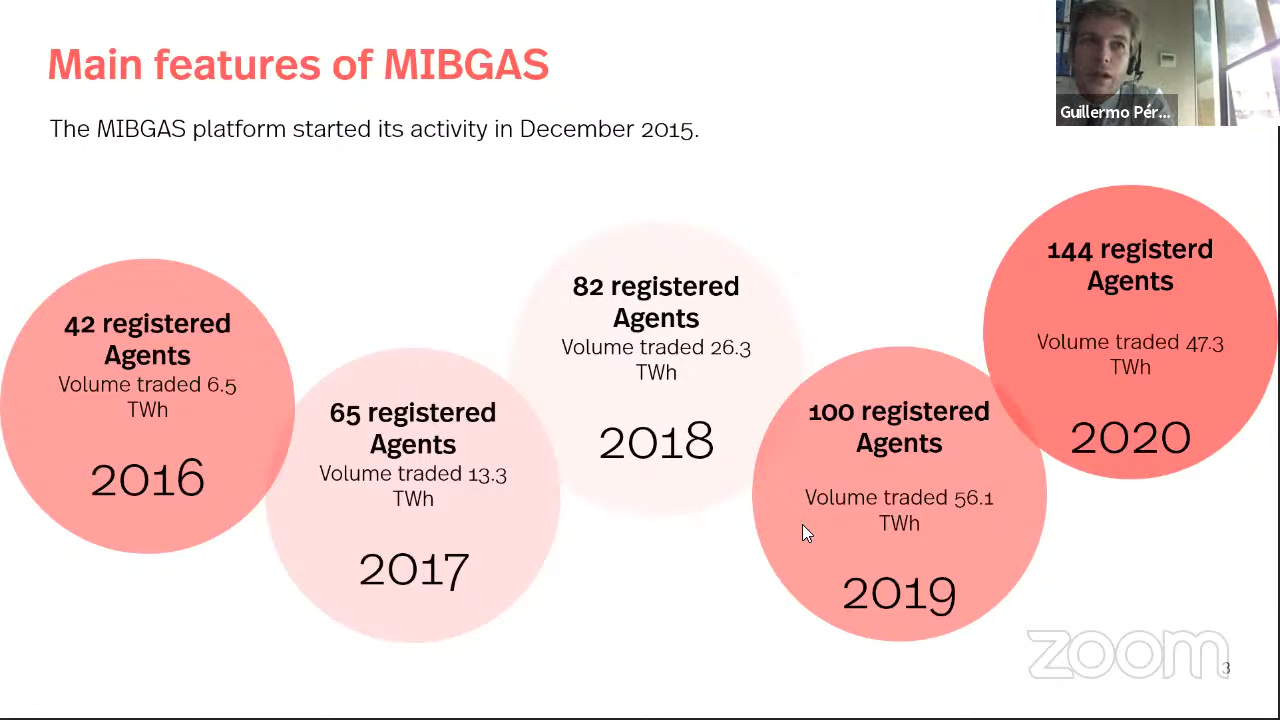 Main features of MIBGAS
Guillermo Pér...
The MIBGAS platform started its activity in December 2015.
42 registered
Agents
Volume traded 6.5
TWh
2016
65 registered
Agents
Volume traded 13.3
TWh
2017
82 registered
Agents
Volume traded 26.3
TWh
2018
100 registered
Agents
Volume traded 56.1
TWh
2019
144 registerd
Agents
Volume traded 47.3
TWh
2020
zoom
3